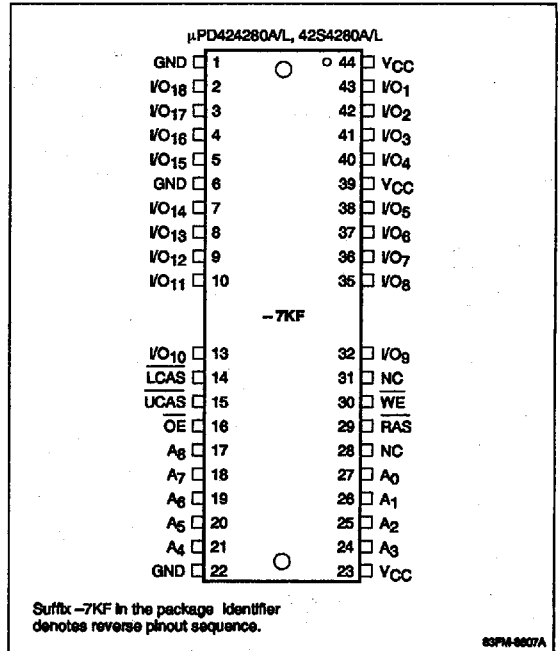 μPD424280A/L, 42S4280A/L
GND 1 44 VCC
I/O18 2 43 I/O1
I/O17 3 42 I/O2
I/O16 4 41 I/O3
I/O15 5 40 I/O4
GND 6 39 VCC
I/O14 7 38 I/O5
I/O13 8 37 I/O6
I/O12 9 36 I/O7
I/O11 10 35 I/O8
–7KF
I/O10 13 32 I/O9
LCAS 14 31 NC
UCAS 15 30 WE
OE 16 29 RAS
A8 17 28 NC
A7 18 27 A0
A6 19 26 A1
A5 20 25 A2
A4 21 24 A3
GND 22 23 VCC
Suffix –7KF in the package identifier
denotes reverse pinout sequence.
83FM-8607A